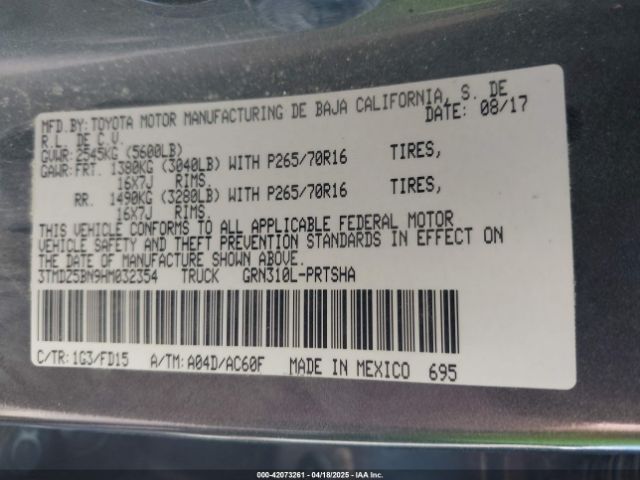 MFD.BY: TOYOTA MOTOR MANUFACTURING DE BAJA CALIFORNIA, S. DE
R.L. DE C.V. DATE: 08/17
GVWR: 2545KG (5600LB)
GAWR: FRT. 1380KG (3040LB) WITH P265/70R16 TIRES,
16X7J RIMS.
RR. 1490KG (3280LB) WITH P265/70R16 TIRES,
16X7J RIMS.
THIS VEHICLE CONFORMS TO ALL APPLICABLE FEDERAL MOTOR
VEHICLE SAFETY AND THEFT PREVENTION STANDARDS IN EFFECT ON
THE DATE OF MANUFACTURE SHOWN ABOVE.
3TMDZ5BN9HM032354 TRUCK GRN310L-PRTSHA
C/TR: 1G3/FD15 A/TM: A04D/AC60F MADE IN MEXICO 695
000-42073261 - 04/18/2025 - IAA Inc.